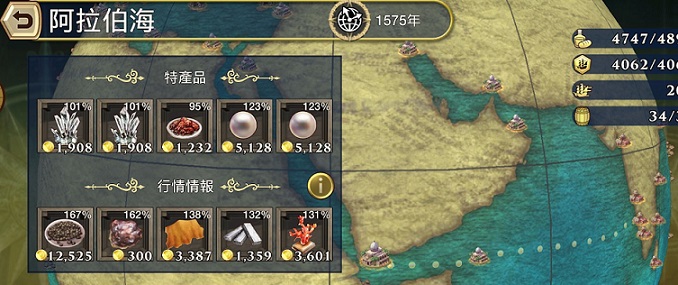 阿拉伯海
1575年
特產品
101% 101% 95% 123% 123%
1,908 1,908 1,232 5,128 5,128
行情情報
167% 162% 138% 132% 131%
12,525 300 3,387 1,359 3,601
4747/489
4062/406
20
34/3